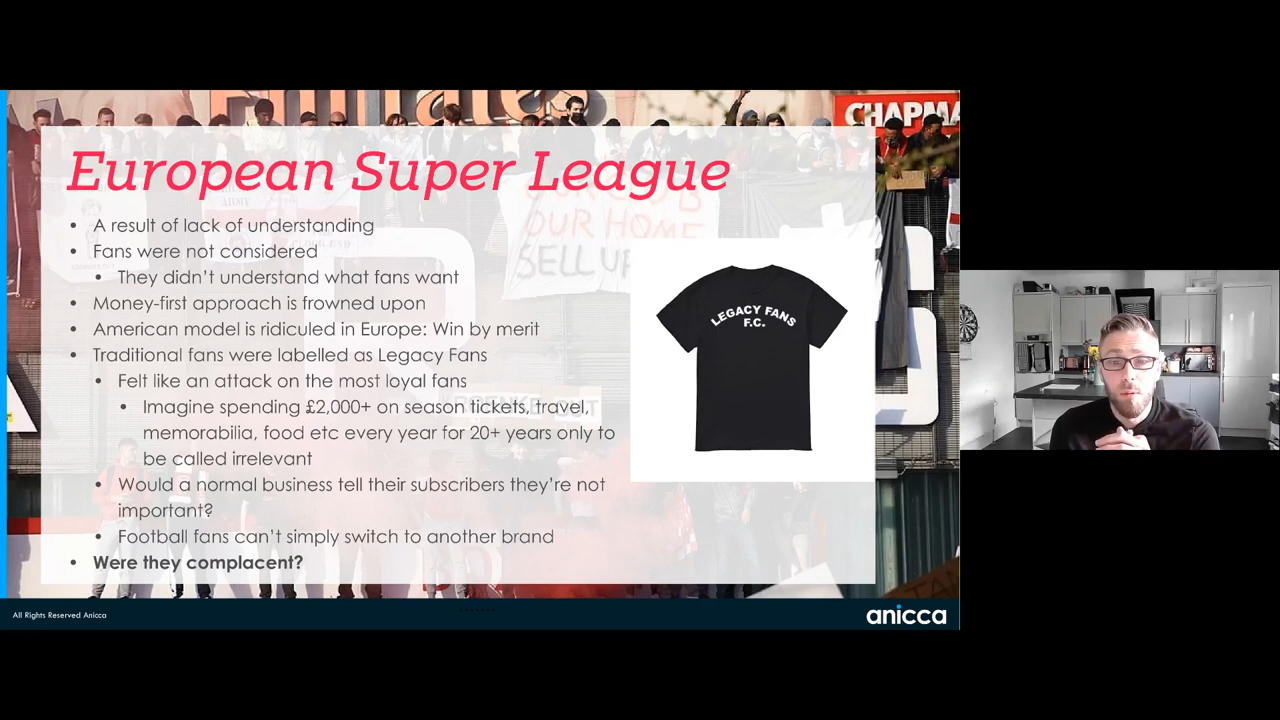 Emirates
CHAPMA
European Super League
• A result of lack of understanding
• Fans were not considered
• They didn't understand what fans want
• Money-first approach is frowned upon
• American model is ridiculed in Europe: Win by merit
• Traditional fans were labelled as Legacy Fans
• Felt like an attack on the most loyal fans
• Imagine spending £2,000+ on season tickets, travel,
memorabilia, food etc every year for 20+ years only to
be called irrelevant
• Would a normal business tell their subscribers they're not
important?
• Football fans can't simply switch to another brand
• Were they complacent?
OUR HOME
SELL UP
LEGACY FANS
F.C.
All Rights Reserved Anicca
anicca